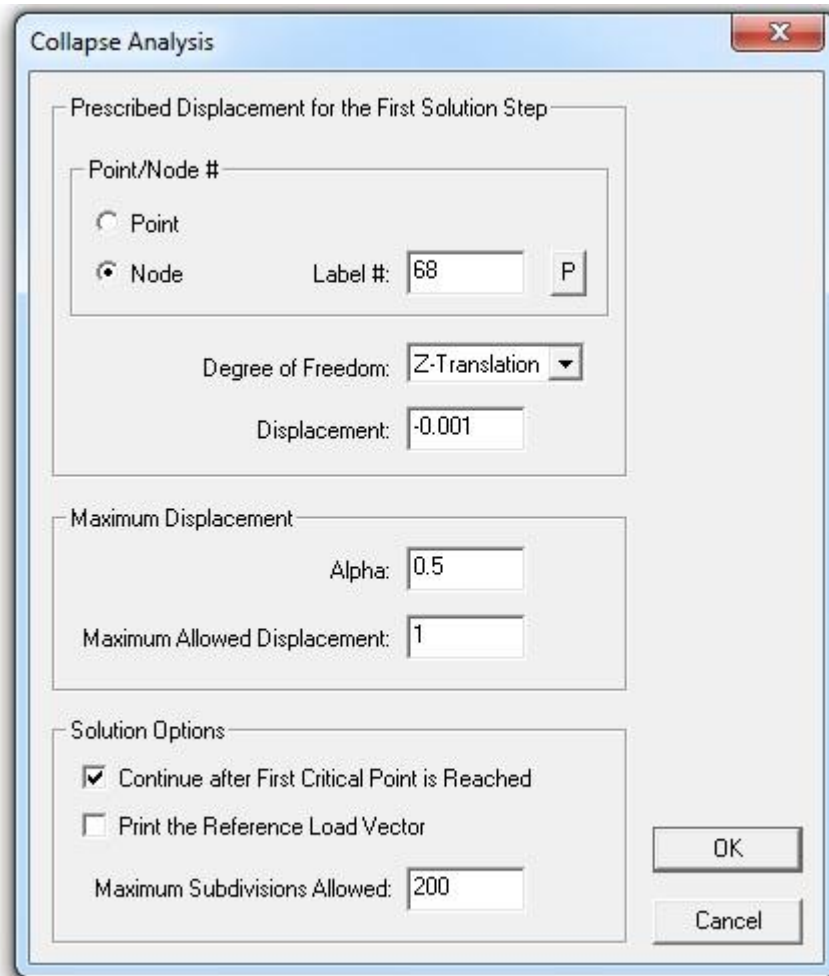 Collapse Analysis
Prescribed Displacement for the First Solution Step
Point/Node #
Point
Node Label #: 68 P
Degree of Freedom: Z-Translation
Displacement: -0.001
Maximum Displacement
Alpha: 0.5
Maximum Allowed Displacement: 1
Solution Options
Continue after First Critical Point is Reached
Print the Reference Load Vector
OK
Maximum Subdivisions Allowed: 200
Cancel